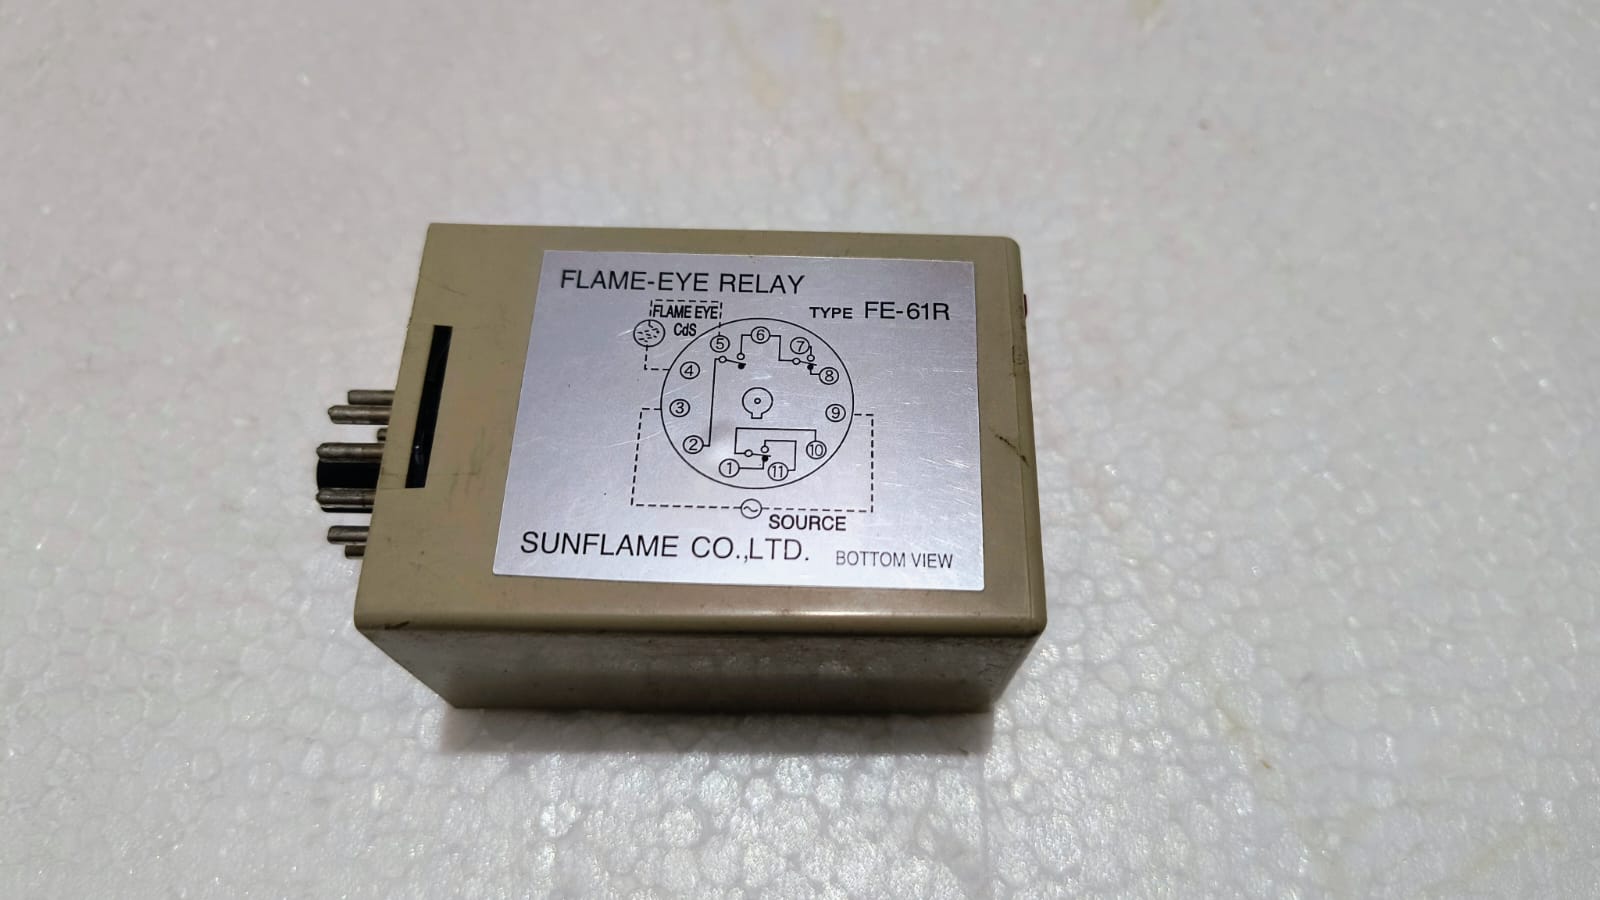 FLAME-EYE RELAY
TYPE FE-61R
FLAME EYE
CdS
⑤ ⑥ ⑦
④ ⑧
③ ⑨
② ⑩
① ⑪
SOURCE
SUNFLAME CO.,LTD.
BOTTOM VIEW